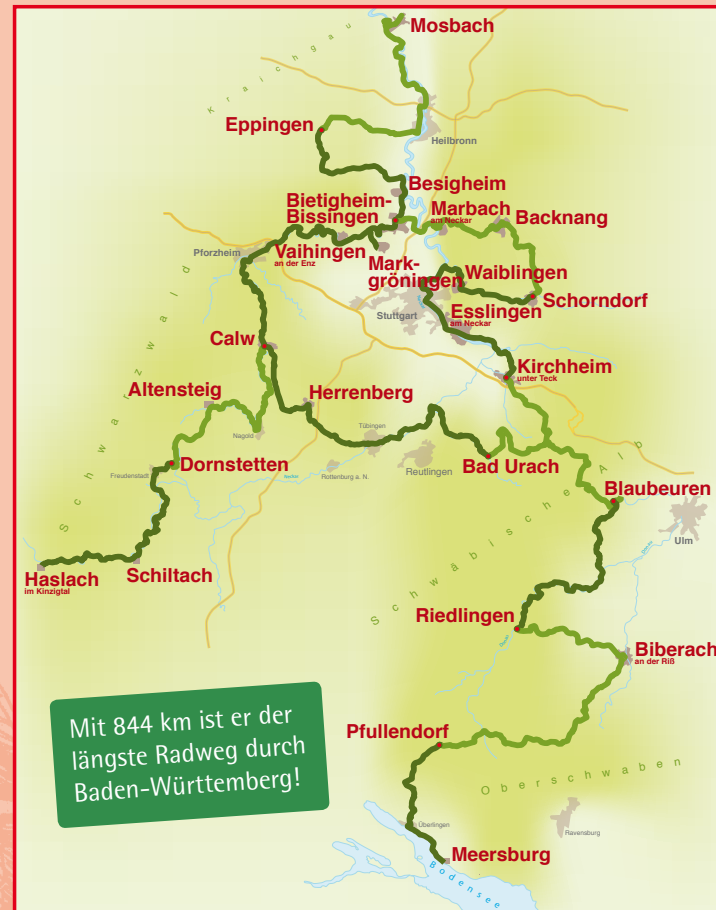 Mosbach
Kraichgau
Eppingen
Heilbronn
Besigheim
Bietigheim-
Bissingen
Marbach
am Neckar
Backnang
Pforzheim
Vaihingen
an der Enz
Mark-
gröningen
Waiblingen
Schorndorf
Stuttgart
Esslingen
am Neckar
Schwarzwald
Calw
Kirchheim
unter Teck
Altensteig
Herrenberg
Nagold
Tübingen
Freudenstadt
Dornstetten
Rottenburg a. N.
Neckar
Reutlingen
Bad Urach
Schwäbische Alb
Blaubeuren
Ulm
Donau
Haslach
im Kinzigtal
Schiltach
Riedlingen
Donau
Biberach
an der Riß
Mit 844 km ist er der
längste Radweg durch
Baden-Württemberg!
Pfullendorf
Oberschwaben
Überlingen
Ravensburg
Meersburg
Bodensee